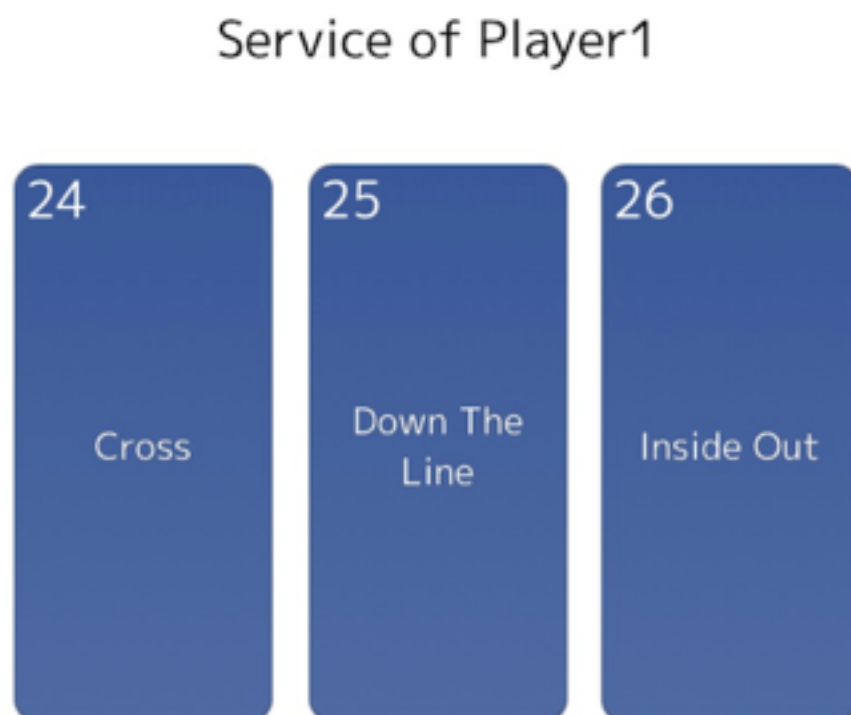 Service of Player1
24
25
26
Cross
Down The
Line
Inside Out